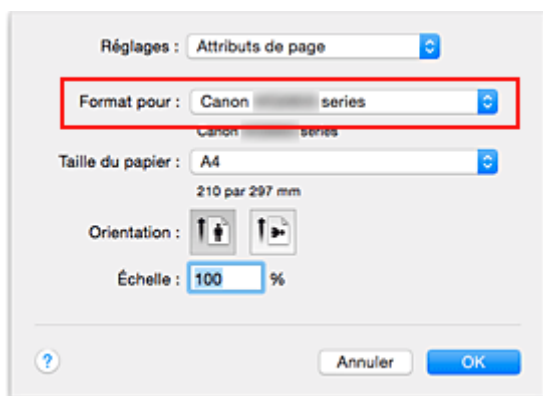 Réglages : Attributs de page
Format pour : Canon series
Canon series
Taille du papier : A4
210 par 297 mm
Orientation :
Échelle : 100 %
? Annuler OK